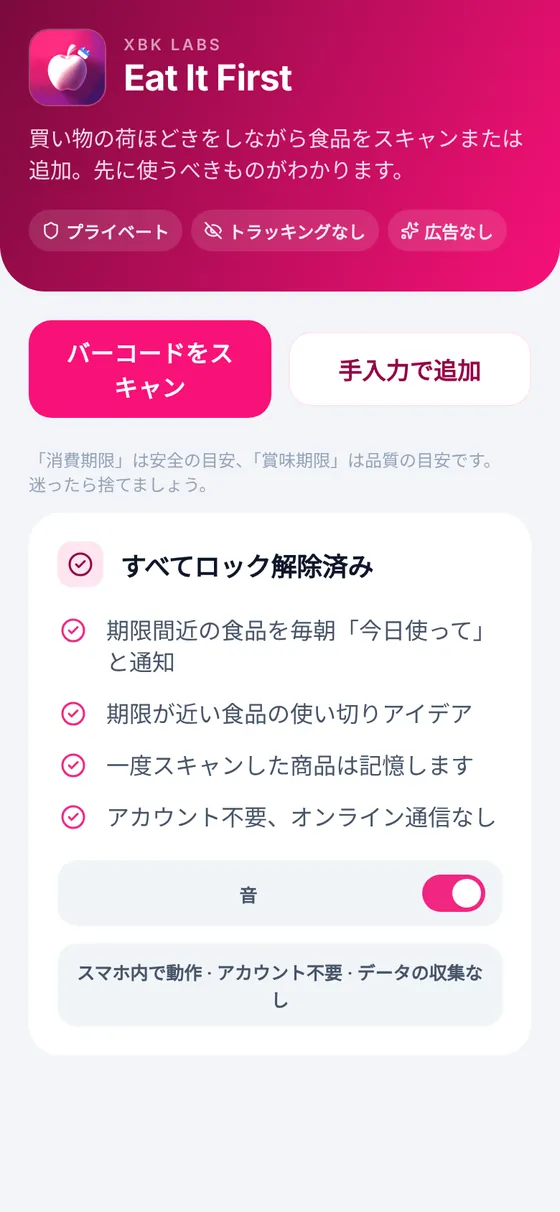 XBK LABS
Eat It First
買い物の荷ほどきをしながら食品をスキャンまたは
追加。先に使うべきものがわかります。
プライベート
トラッキングなし
広告なし
バーコードをス
キャン
手入力で追加
「消費期限」は安全の目安、「賞味期限」は品質の目安です。
迷ったら捨てましょう。
すべてロック解除済み
期限間近の食品を毎朝「今日使って」
と通知
期限が近い食品の使い切りアイデア
一度スキャンした商品は記憶します
アカウント不要、オンライン通信なし
音
スマホ内で動作 · アカウント不要 · データの収集な
し